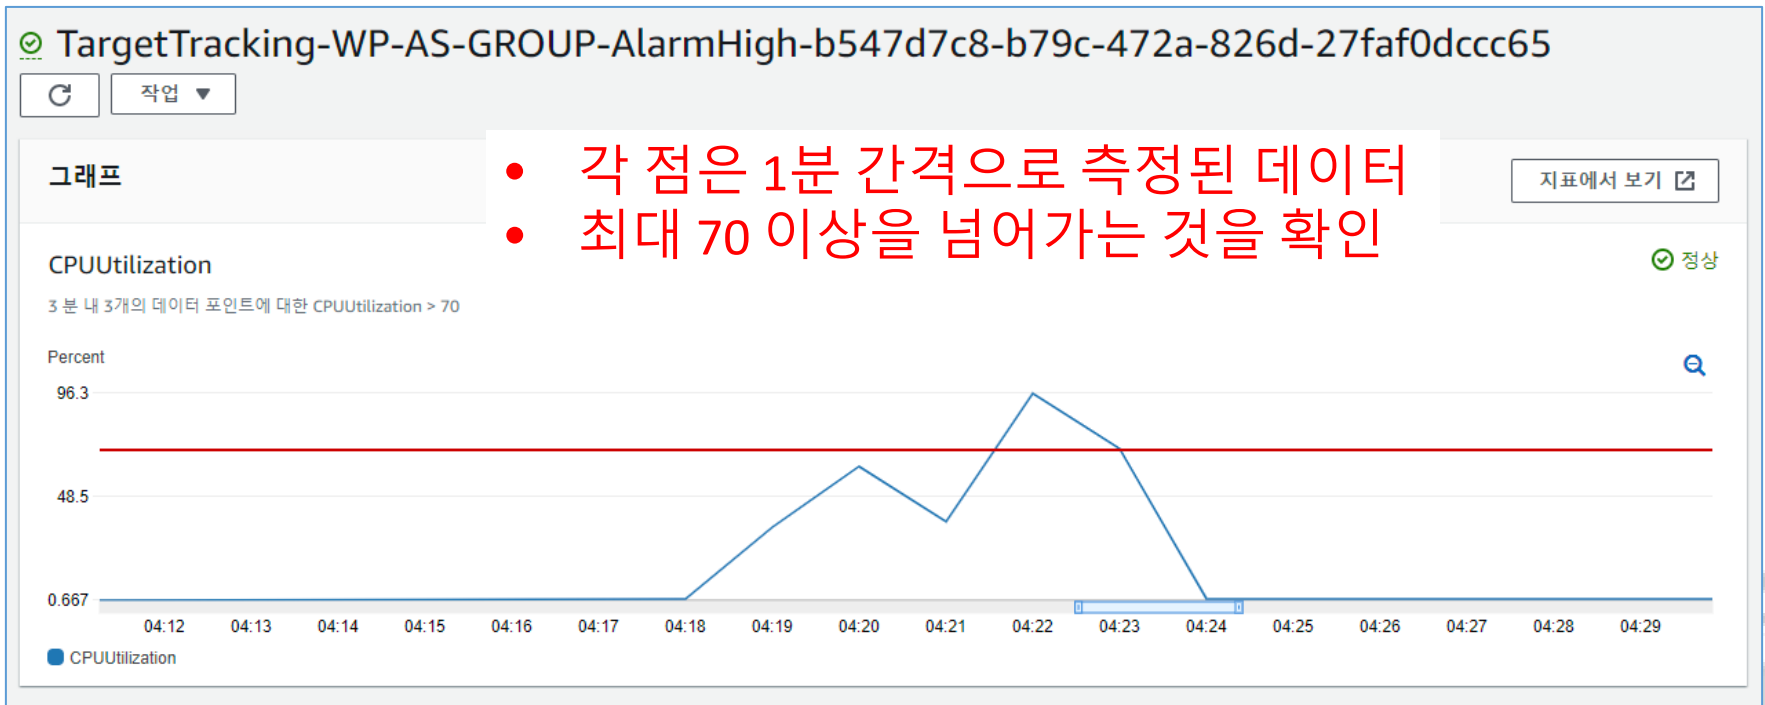 TargetTracking-WP-AS-GROUP-AlarmHigh-b547d7c8-b79c-472a-826d-27faf0dccc65
작업 ▼
그래프
• 각 점은 1분 간격으로 측정된 데이터
• 최대 70 이상을 넘어가는 것을 확인
지표에서 보기
CPUUtilization
정상
3 분 내 3개의 데이터 포인트에 대한 CPUUtilization > 70
Percent
96.3
48.5
0.667
04:12 04:13 04:14 04:15 04:16 04:17 04:18 04:19 04:20 04:21 04:22 04:23 04:24 04:25 04:26 04:27 04:28 04:29
CPUUtilization